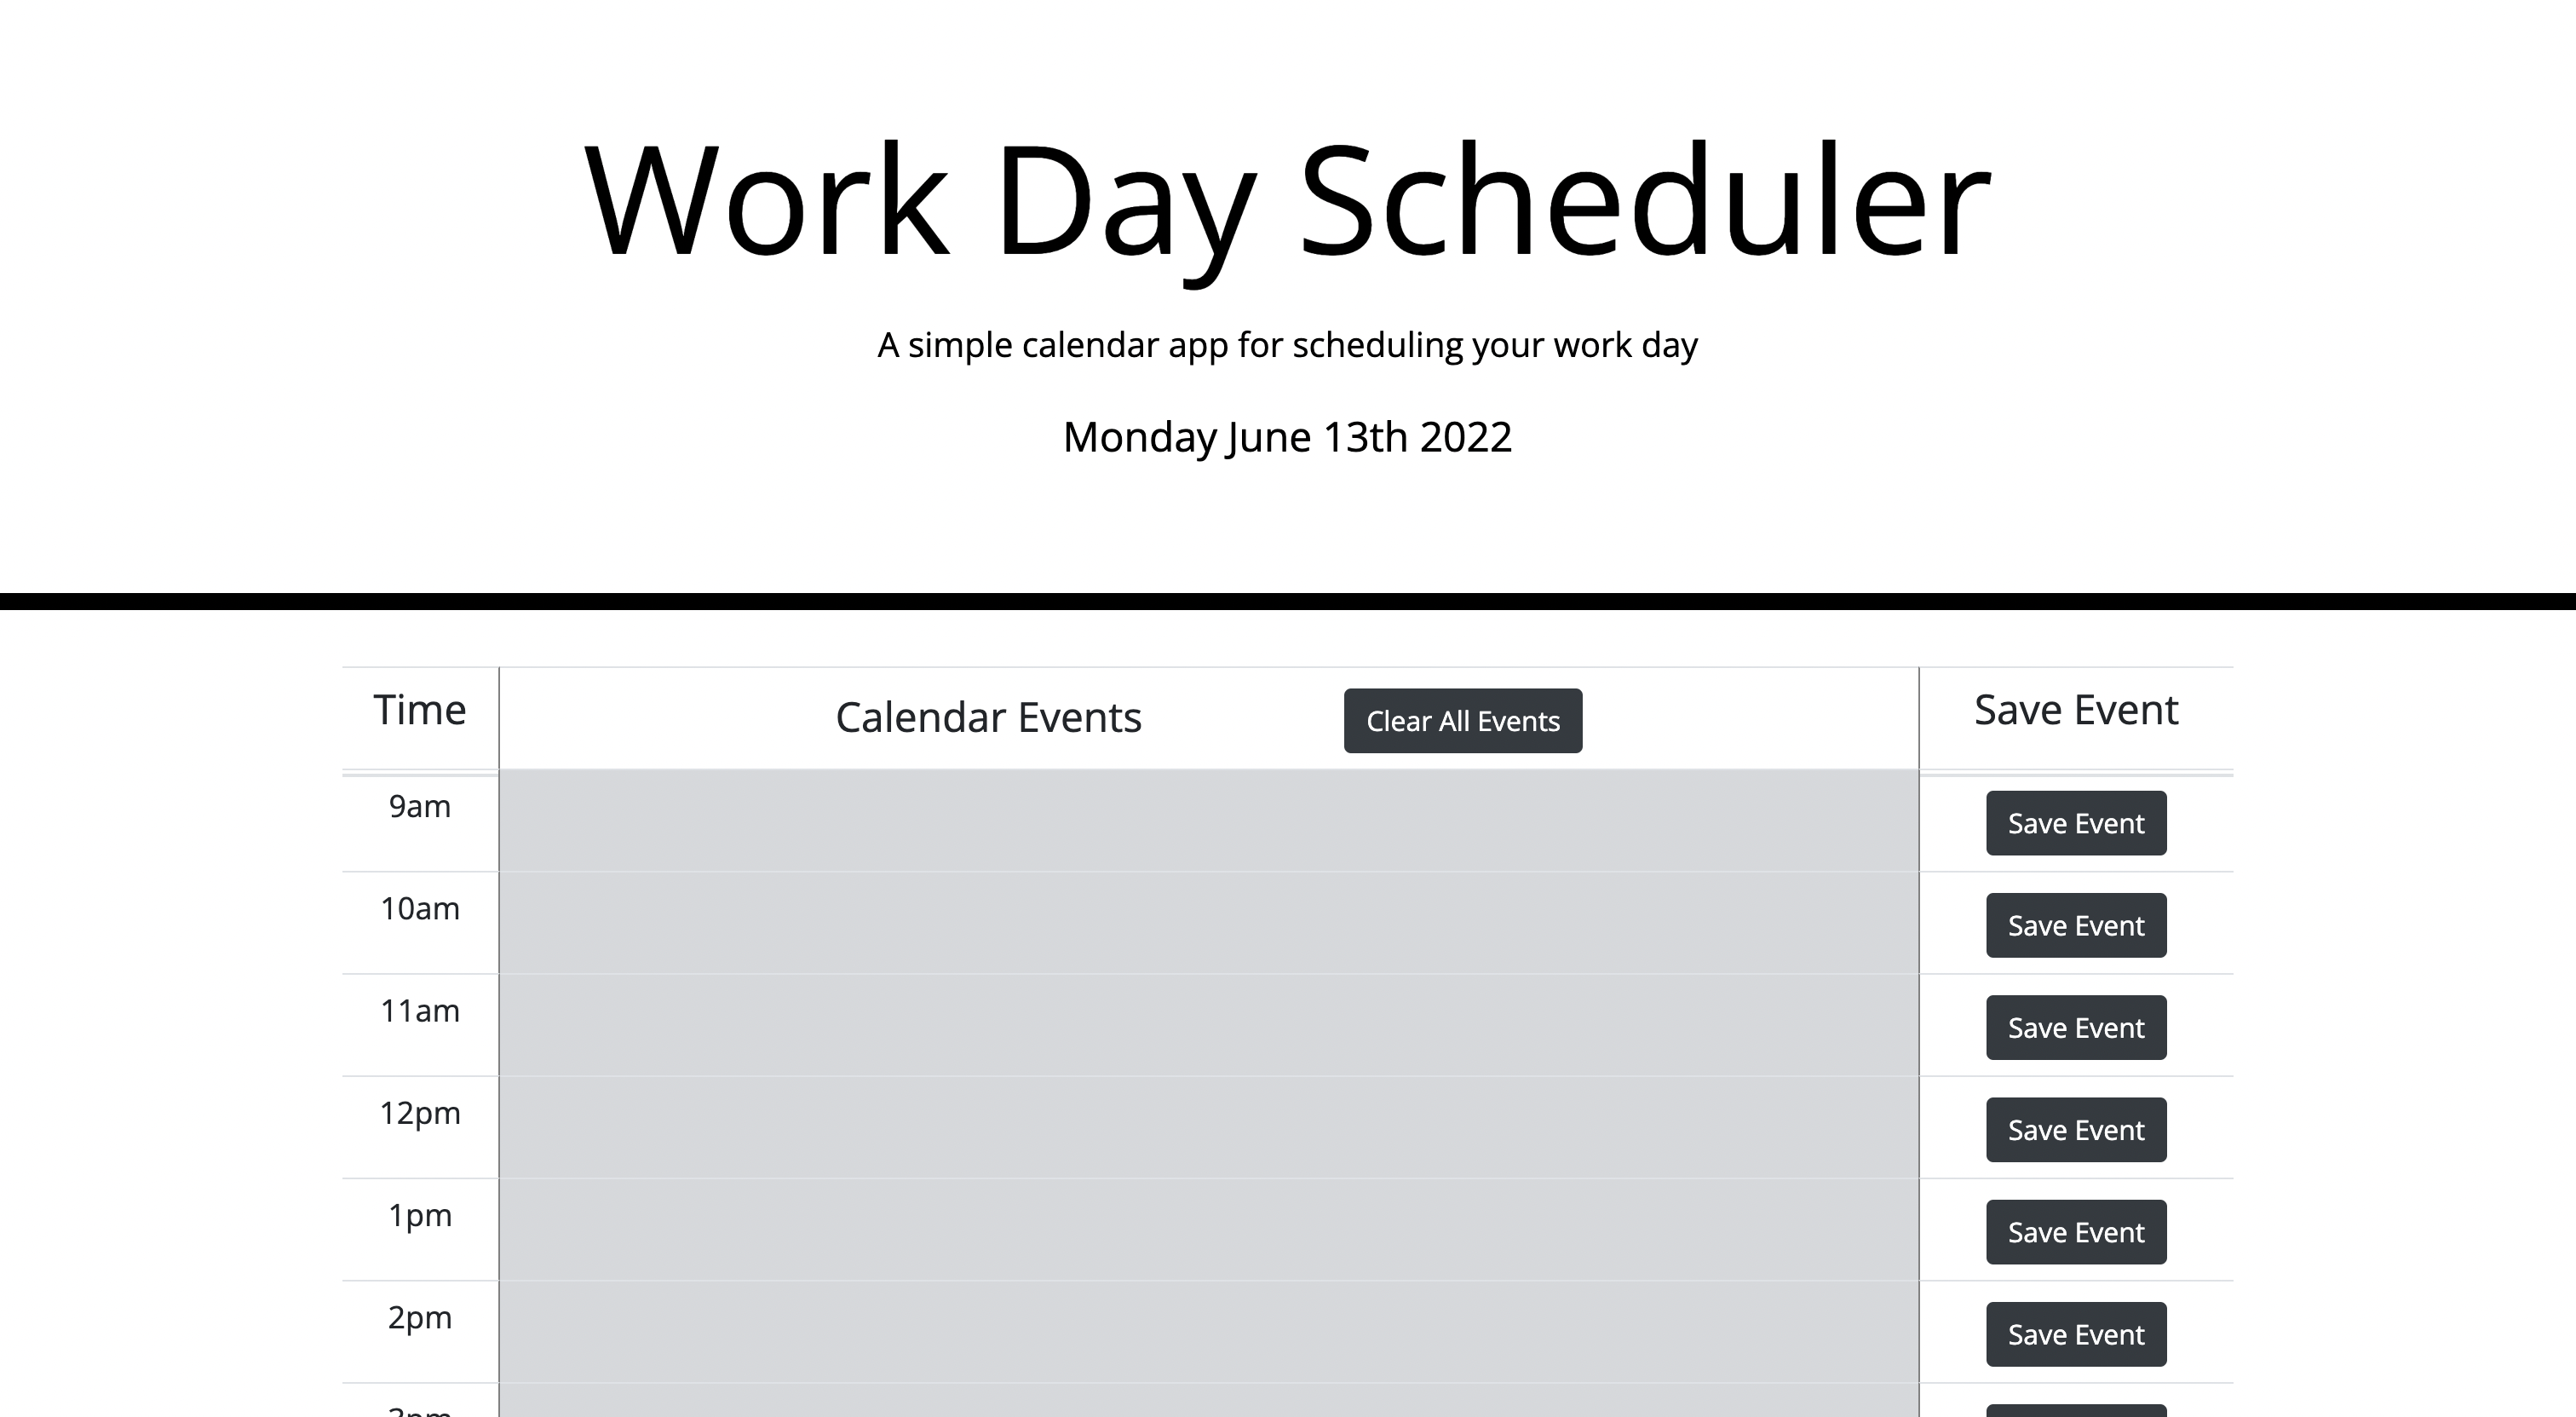 Work Day Scheduler
A simple calendar app for scheduling your work day
Monday June 13th 2022
Time Calendar Events Clear All Events Save Event
9am Save Event
10am Save Event
11am Save Event
12pm Save Event
1pm Save Event
2pm Save Event